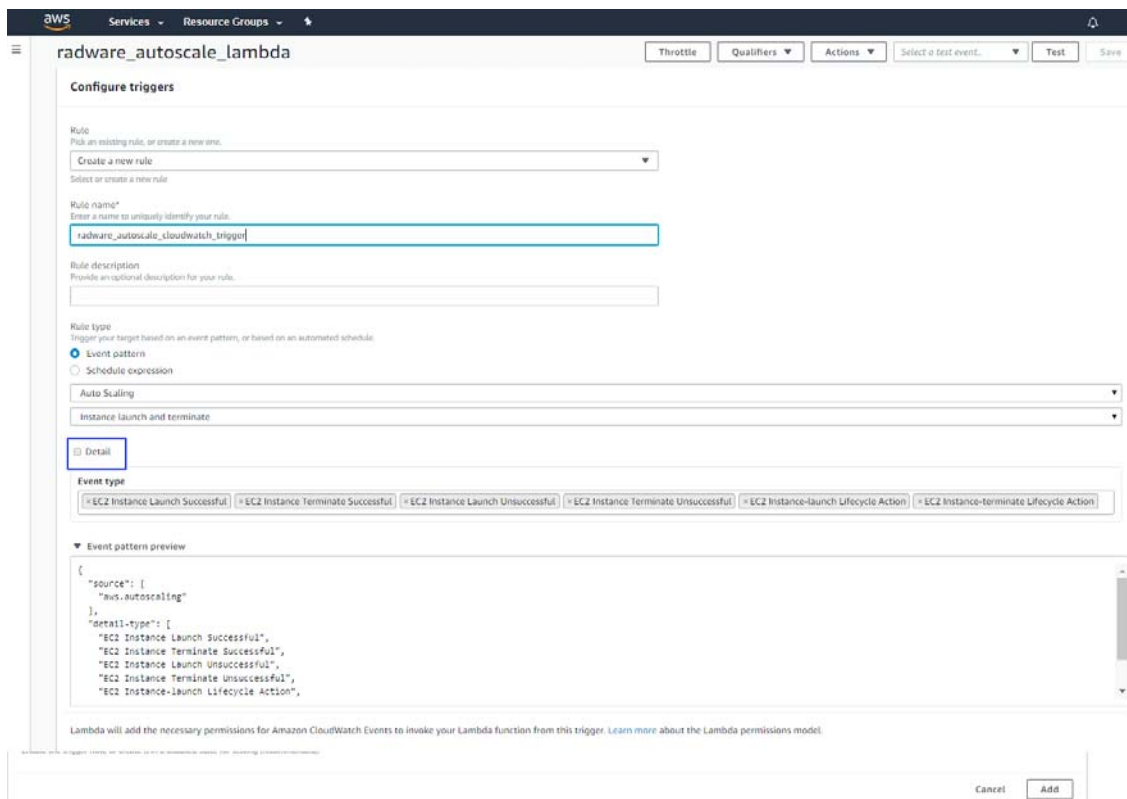 aws Services Resource Groups
radware_autoscale_lambda Throttle Qualifiers Actions Select a test event.. Test Save
Configure triggers
Rule
Pick an existing rule, or create a new one.
Create a new rule
Select or create a new rule
Rule name*
Enter a name to uniquely identify your rule.
radware_autoscale_cloudwatch_trigger
Rule description
Provide an optional description for your rule.
Rule type
Trigger your target based on an event pattern, or based on an automated schedule.
Event pattern
Schedule expression
Auto Scaling
Instance launch and terminate
Detail
Event type
×EC2 Instance Launch Successful ×EC2 Instance Terminate Successful ×EC2 Instance Launch Unsuccessful ×EC2 Instance Terminate Unsuccessful ×EC2 Instance-launch Lifecycle Action ×EC2 Instance-terminate Lifecycle Action
Event pattern preview
{
"source": [
"aws.autoscaling"
],
"detail-type": [
"EC2 Instance Launch Successful",
"EC2 Instance Terminate Successful",
"EC2 Instance Launch Unsuccessful",
"EC2 Instance Terminate Unsuccessful",
"EC2 Instance-launch Lifecycle Action",
Lambda will add the necessary permissions for Amazon CloudWatch Events to invoke your Lambda function from this trigger. Learn more about the Lambda permissions model.
Cancel Add